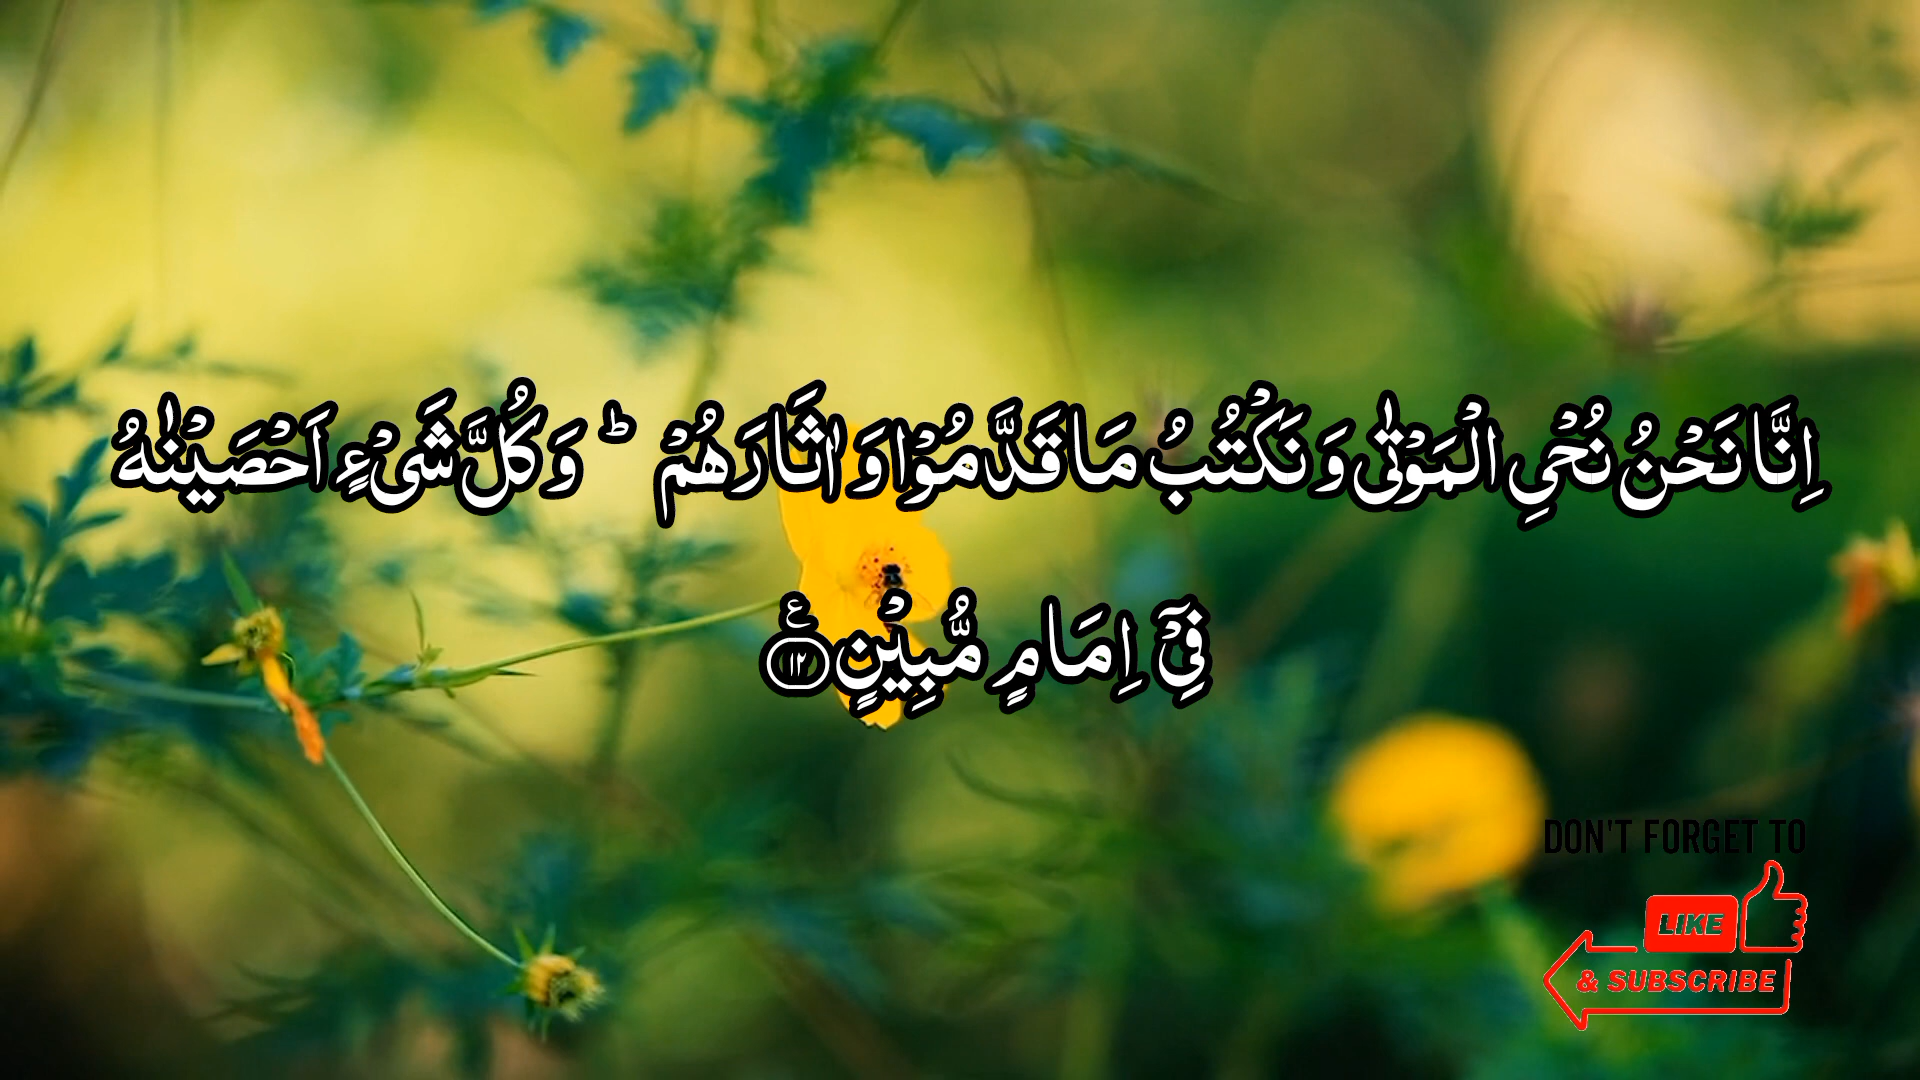 اِنَّا نَحْنُ نُحْيِ الْمَوْتٰى وَ نَكْتُبُ مَا قَدَّمُوْا وَ اٰثَارَهُمْ ؕ وَ كُلَّ شَیْءٍ اَحْصَيْنٰهُ
فِیْۤ اِمَامٍ مُّبِيْنٍ ۧ ﴿۱۲﴾
DON'T FORGET TO
LIKE
& SUBSCRIBE